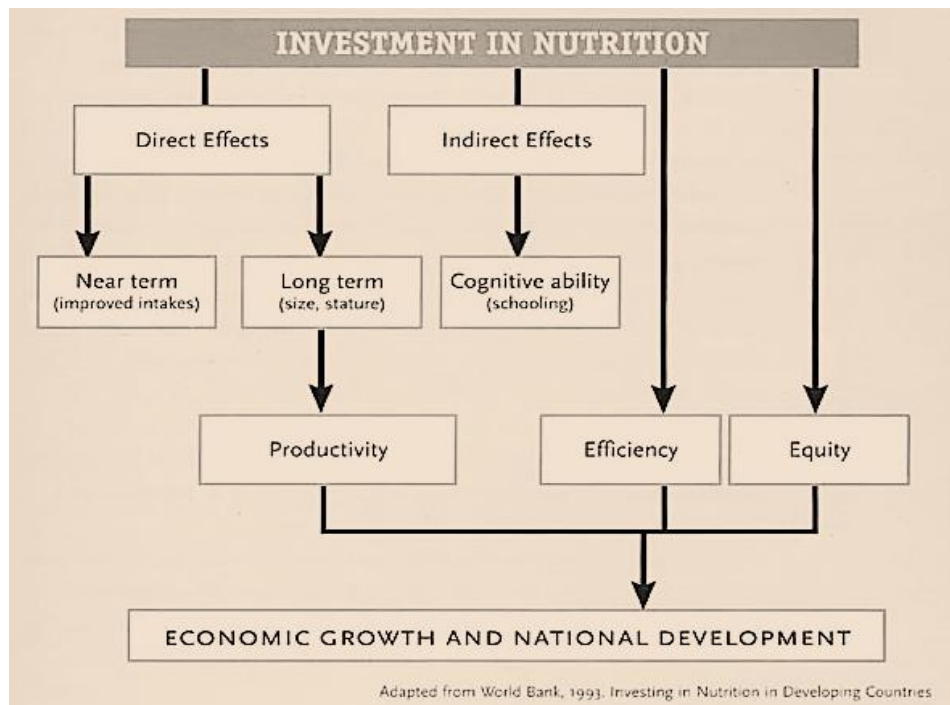 INVESTMENT IN NUTRITION
Direct Effects
Indirect Effects
Near term
(improved intakes)
Long term
(size, stature)
Cognitive ability
(schooling)
Productivity
Efficiency
Equity
ECONOMIC GROWTH AND NATIONAL DEVELOPMENT
Adapted from World Bank, 1993. Investing in Nutrition in Developing Countries